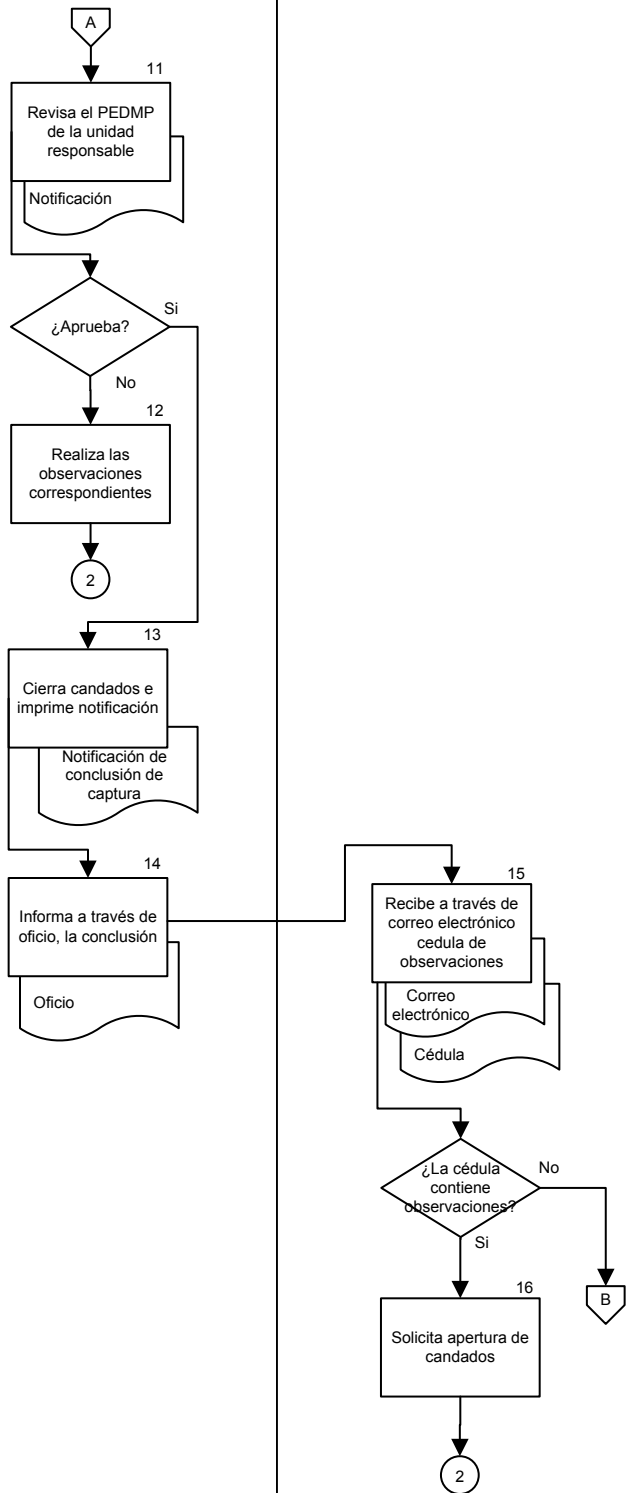 A
11
Revisa el PEDMP
de la unidad
responsable
Notificación
¿Aprueba?
Si
No
12
Realiza las
observaciones
correspondientes
2
13
Cierra candados e
imprime notificación
Notificación de
conclusión de
captura
14
Informa a través de
oficio, la conclusión
Oficio
15
Recibe a través de
correo electrónico
cedula de
observaciones
Correo
electrónico
Cédula
¿La cédula
contiene
observaciones?
No
Si
B
16
Solicita apertura de
candados
2